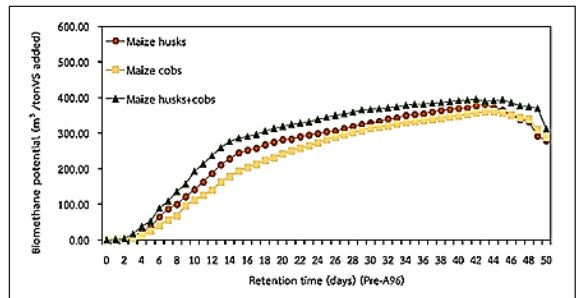 Biomethane potential (m³ /tonVS added)
600.00
500.00
400.00
300.00
200.00
100.00
0.00
Maize husks
Maize cobs
Maize husks+cobs
0 2 4 6 8 10 12 14 16 18 20 22 24 26 28 30 32 34 36 38 40 42 44 46 48 50
Retention time (days) (Pre-A96)